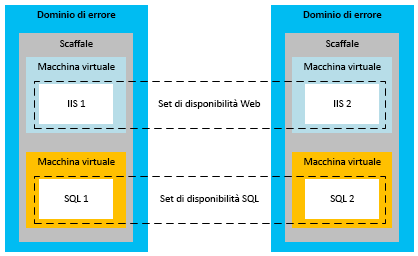 Dominio di errore
Dominio di errore
Scaffale
Scaffale
Macchina virtuale
Macchina virtuale
IIS 1
Set di disponibilità Web
IIS 2
Macchina virtuale
Macchina virtuale
SQL 1
Set di disponibilità SQL
SQL 2